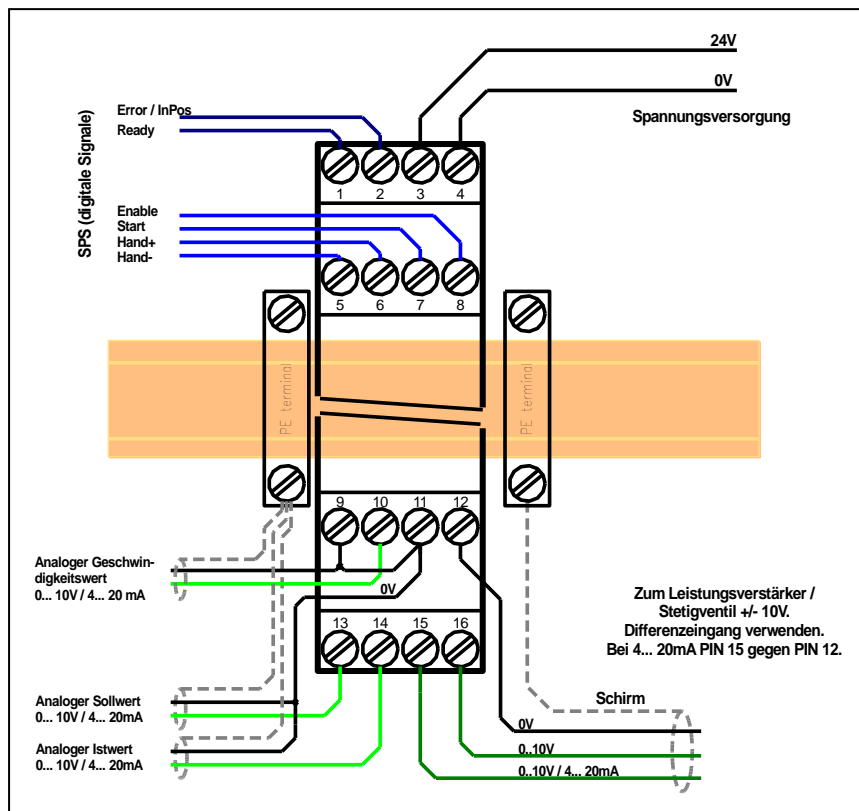 24V
0V
Spannungsversorgung
SPS (digitale Signale)
Error / InPos
Ready
1 2 3 4
Enable
Start
Hand+
Hand-
5 6 7 8
PE terminal
PE terminal
9 10 11 12
Analoger Geschwin-
digkeitswert
0... 10V / 4... 20 mA
0V
13 14 15 16
Zum Leistungsverstärker /
Stetigventil +/- 10V.
Differenzeingang verwenden.
Bei 4... 20mA PIN 15 gegen PIN 12.
Analoger Sollwert
0... 10V / 4... 20mA
Schirm
0V
Analoger Istwert
0... 10V / 4... 20mA
0..10V
0..10V / 4... 20mA